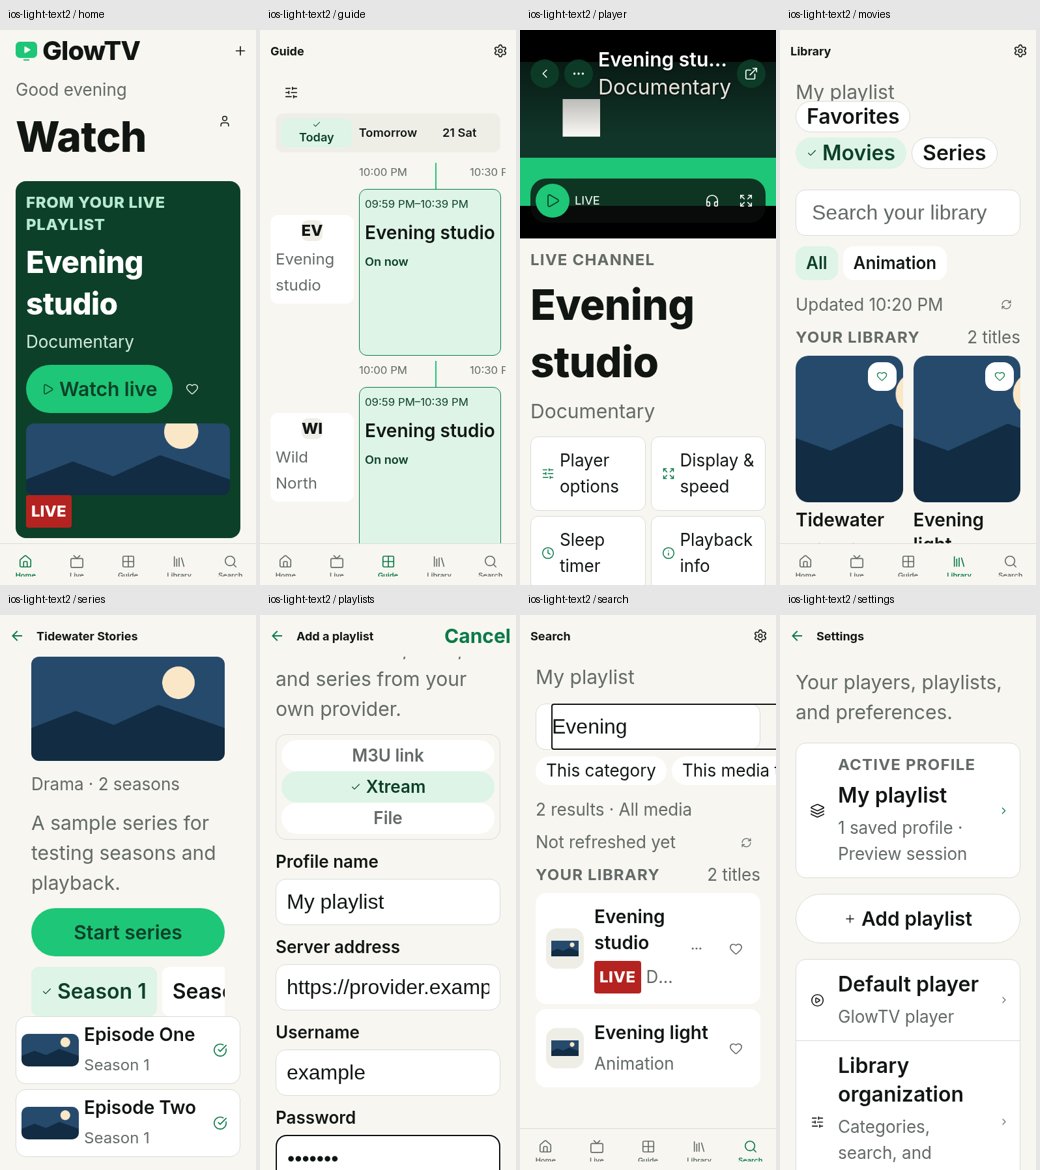 ios-light-text2 / home
GlowTV
Good evening
Watch
FROM YOUR LIVE
PLAYLIST
Evening
studio
Documentary
Watch live
LIVE
Home
Live
Guide
Library
Search
ios-light-text2 / guide
Guide
Today
Tomorrow
21 Sat
10:00 PM
10:30 P
09:59 PM–10:39 PM
EV
Evening studio
Evening
studio
On now
10:00 PM
10:30 P
09:59 PM–10:39 PM
WI
Evening studio
Wild
North
On now
Home
Live
Guide
Library
Search
ios-light-text2 / player
Evening stu...
Documentary
LIVE
LIVE CHANNEL
Evening
studio
Documentary
Player
options
Display &
speed
Sleep
timer
Playback
info
ios-light-text2 / movies
Library
My playlist
Favorites
Movies
Series
Search your library
All
Animation
Updated 10:20 PM
YOUR LIBRARY
2 titles
Tidewater
Evening
light
Home
Live
Guide
Library
Search
ios-light-text2 / series
Tidewater Stories
Drama · 2 seasons
A sample series for
testing seasons and
playback.
Start series
Season 1
Seas
Episode One
Season 1
Episode Two
Season 1
ios-light-text2 / playlists
Add a playlist
Cancel
and series from your
own provider.
M3U link
Xtream
File
Profile name
My playlist
Server address
https://provider.examp
Username
example
Password
•••••••
ios-light-text2 / search
Search
My playlist
Evening
This category
This media t
2 results · All media
Not refreshed yet
YOUR LIBRARY
2 titles
Evening
studio
LIVE D...
Evening light
Animation
Home
Live
Guide
Library
Search
ios-light-text2 / settings
Settings
Your players, playlists,
and preferences.
ACTIVE PROFILE
My playlist
1 saved profile ·
Preview session
+ Add playlist
Default player
GlowTV player
Library
organization
Categories,
search, and